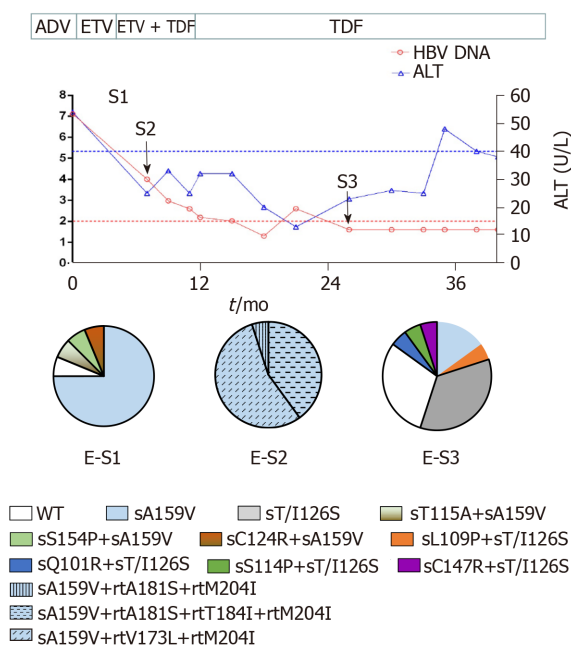 ADV ETV ETV + TDF TDF
HBV DNA
ALT
8 60
S1
7 50
6
S2
5 40
4 30
S3
3 20
2
1 10
0 0
ALT (U/L)
0 12 24 36
t/mo
E-S1 E-S2 E-S3
WT sA159V sT/I126S sT115A+sA159V
sS154P+sA159V sC124R+sA159V sL109P+sT/I126S
sQ101R+sT/I126S sS114P+sT/I126S sC147R+sT/I126S
sA159V+rtA181S+rtM204I
sA159V+rtA181S+rtT184I+rtM204I
sA159V+rtV173L+rtM204I